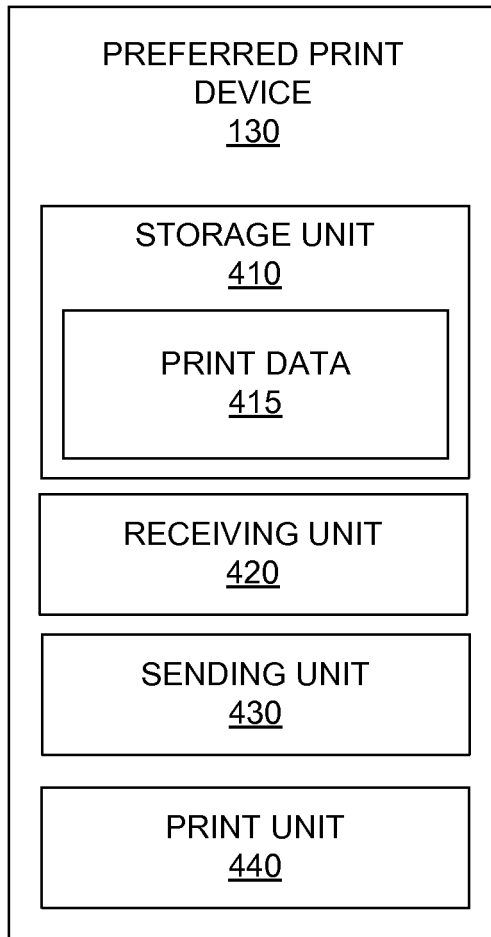 PREFERRED PRINT
DEVICE
130
STORAGE UNIT
410
PRINT DATA
415
RECEIVING UNIT
420
SENDING UNIT
430
PRINT UNIT
440